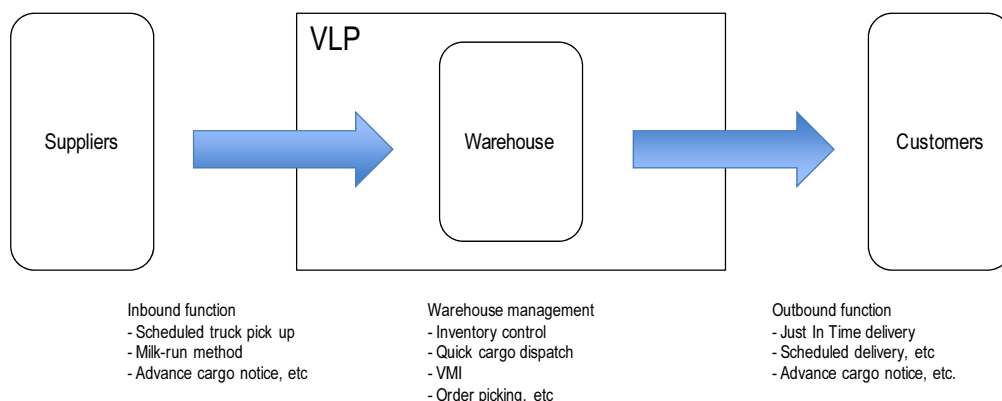 VLP
Suppliers
Warehouse
Customers
Inbound function
- Scheduled truck pick up
- Milk-run method
- Advance cargo notice, etc
Warehouse management
- Inventory control
- Quick cargo dispatch
- VMI
- Order picking, etc
Outbound function
- Just In Time delivery
- Scheduled delivery, etc
- Advance cargo notice, etc.